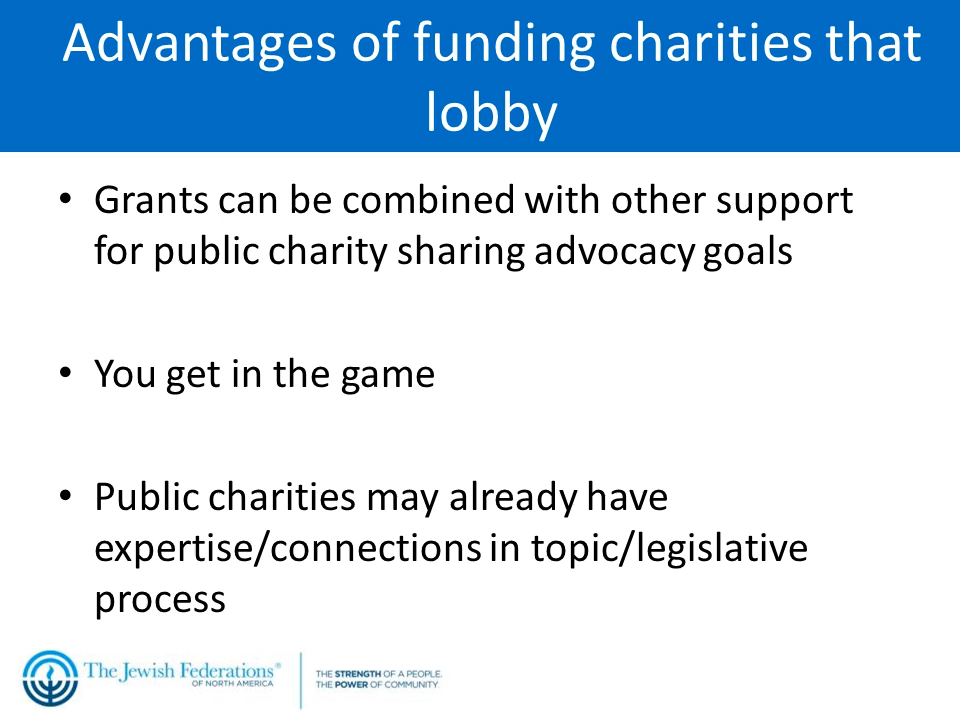 Advantages of funding charities that
lobby
• Grants can be combined with other support
for public charity sharing advocacy goals
• You get in the game
• Public charities may already have
expertise/connections in topic/legislative
process
The Jewish Federations®
OF NORTH AMERICA
THE STRENGTH OF A PEOPLE.
THE POWER OF COMMUNITY.